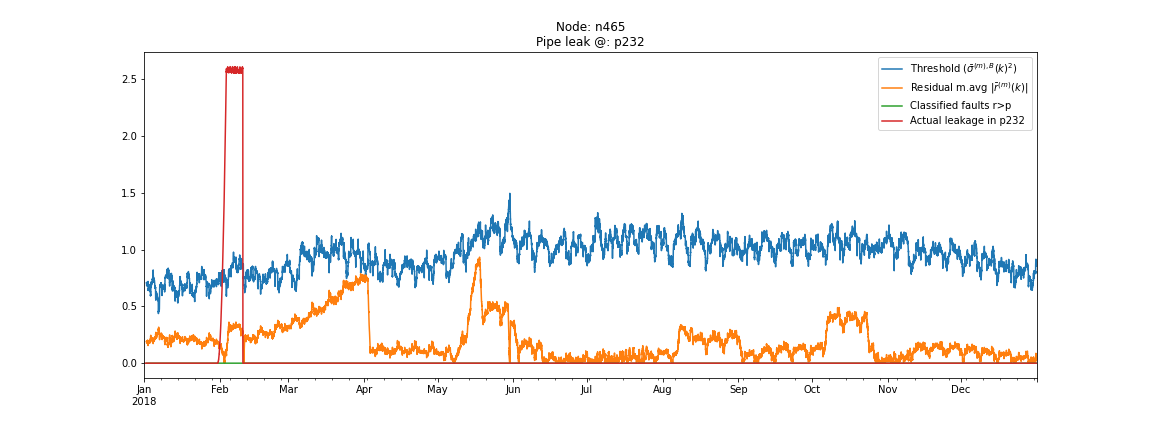 Node: n465
Pipe leak @: p232
Threshold (σ̄⁽ᵐ⁾·ᴮ(k)²)
Residual m.avg |r̄⁽ᵐ⁾(k)|
Classified faults r>p
Actual leakage in p232
2.5
2.0
1.5
1.0
0.5
0.0
Jan Feb Mar Apr May Jun Jul Aug Sep Oct Nov Dec
2018